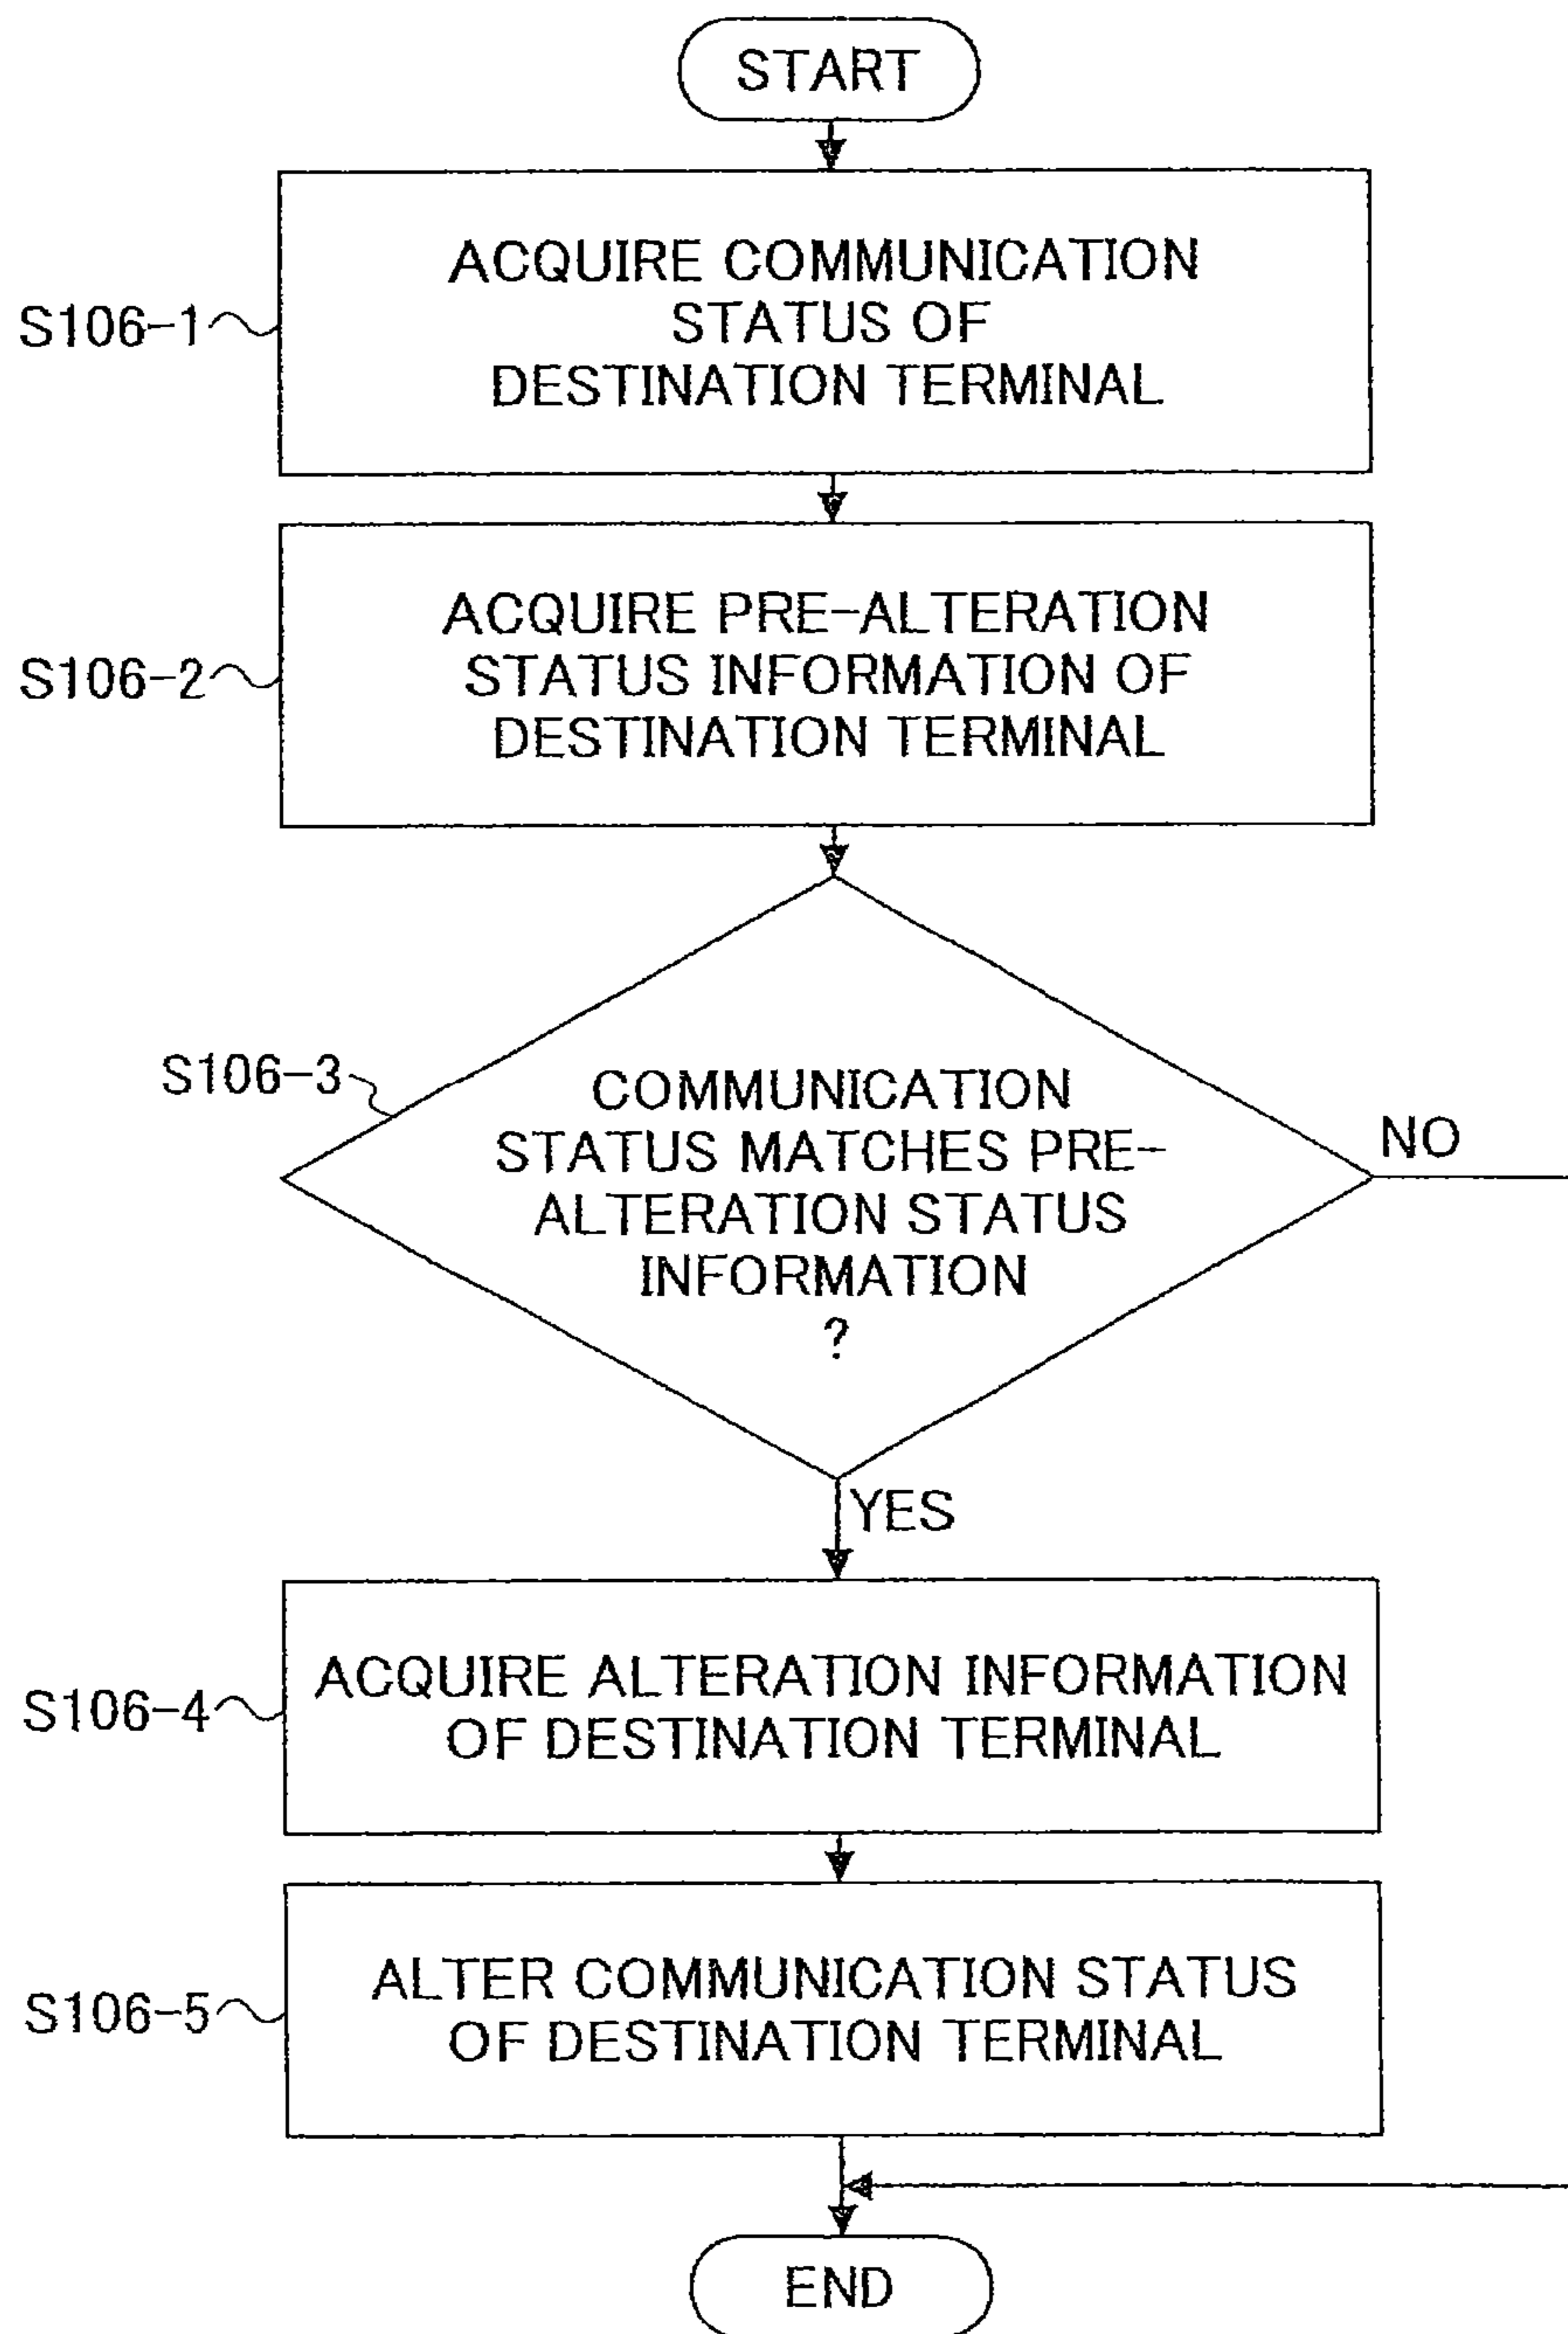 START
S106-1
ACQUIRE COMMUNICATION
STATUS OF
DESTINATION TERMINAL
S106-2
ACQUIRE PRE-ALTERATION
STATUS INFORMATION OF
DESTINATION TERMINAL
S106-3
COMMUNICATION
STATUS MATCHES PRE-
ALTERATION STATUS
INFORMATION
?
NO
YES
S106-4
ACQUIRE ALTERATION INFORMATION
OF DESTINATION TERMINAL
S106-5
ALTER COMMUNICATION STATUS
OF DESTINATION TERMINAL
END